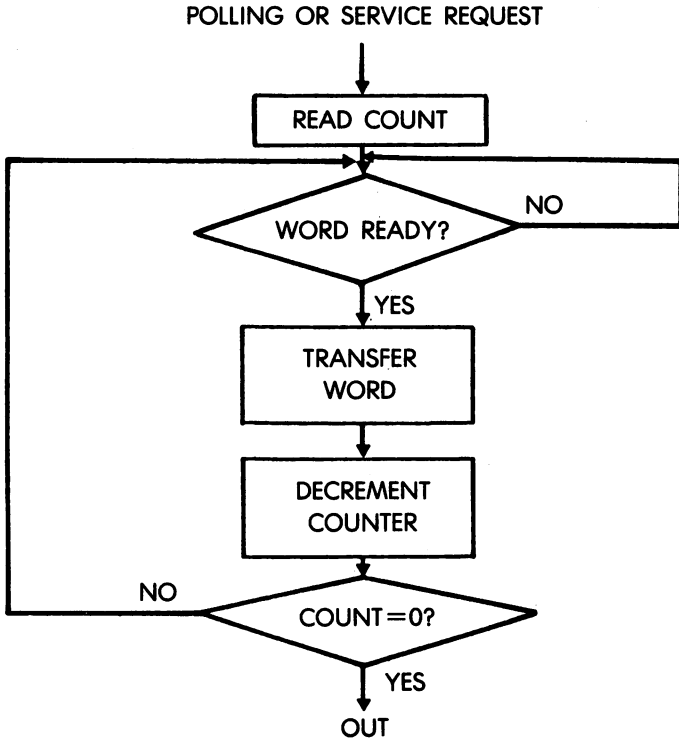 POLLING OR SERVICE REQUEST
READ COUNT
WORD READY?
NO
YES
TRANSFER
WORD
DECREMENT
COUNTER
NO
COUNT=0?
YES
OUT